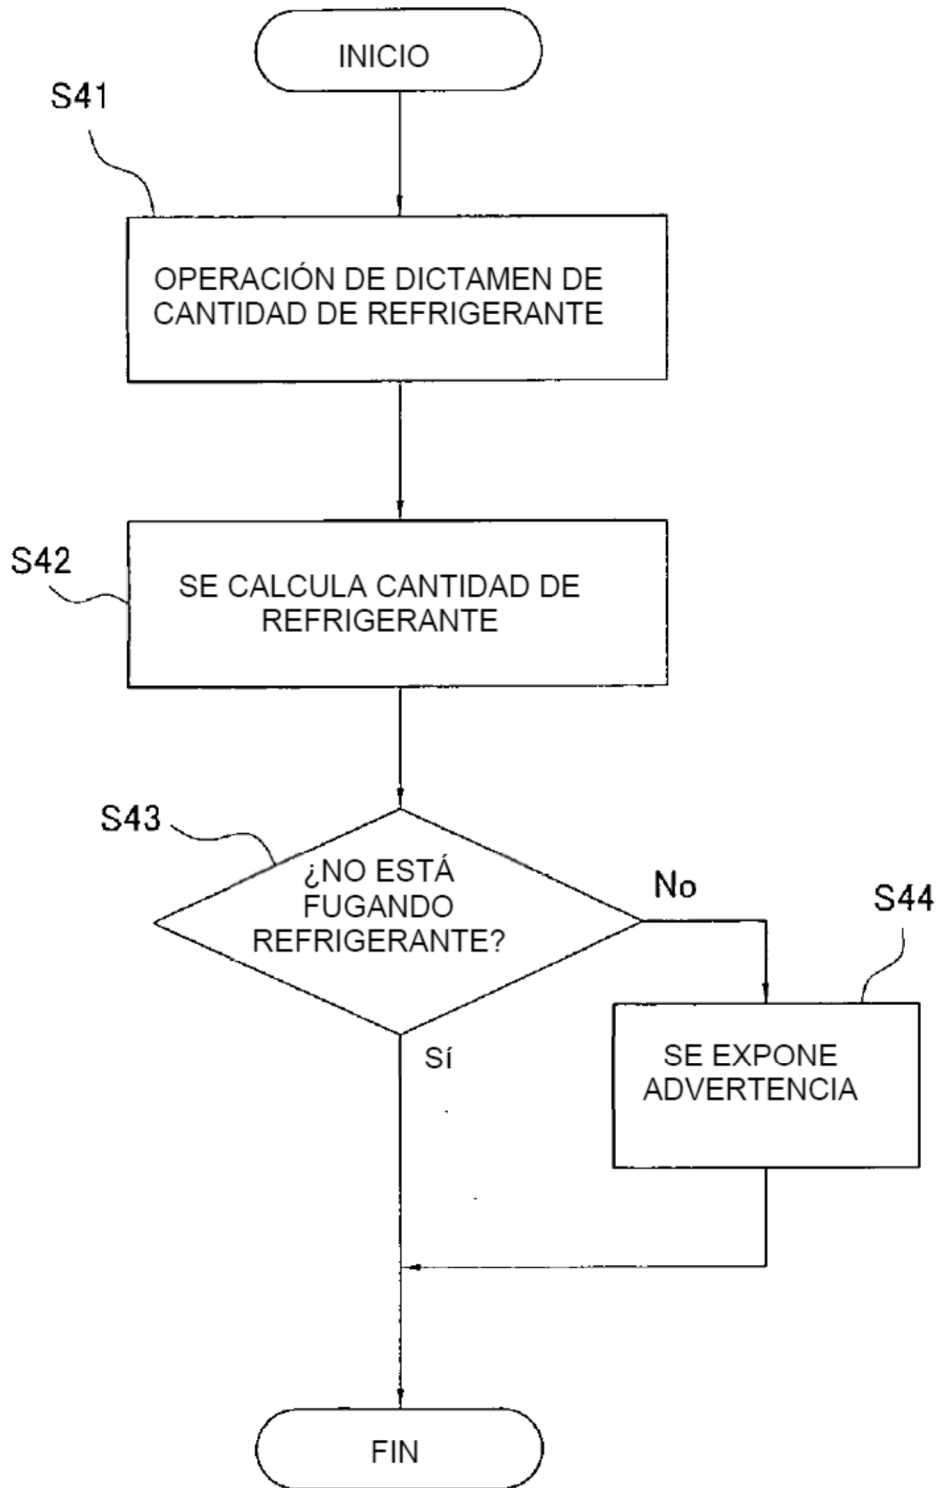 INICIO
S41
OPERACIÓN DE DICTAMEN DE
CANTIDAD DE REFRIGERANTE
S42
SE CALCULA CANTIDAD DE
REFRIGERANTE
S43
¿NO ESTÁ
FUGANDO
REFRIGERANTE?
No
S44
Sí
SE EXPONE
ADVERTENCIA
FIN